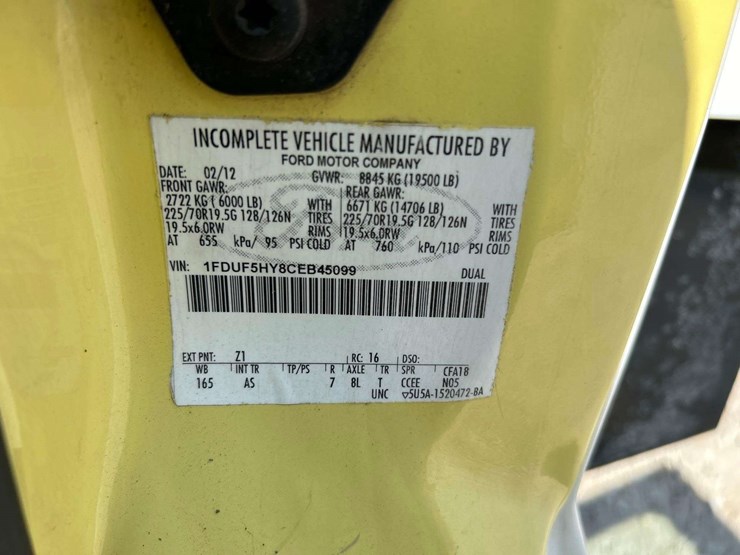 INCOMPLETE VEHICLE MANUFACTURED BY
FORD MOTOR COMPANY
DATE: 02/12 GVWR: 8845 KG (19500 LB)
FRONT GAWR: REAR GAWR:
2722 KG ( 6000 LB) WITH 6671 KG (14706 LB) WITH
225/70R19.5G 128/126N TIRES 225/70R19.5G 128/126N TIRES
19.5x6.0RW RIMS 19.5x6.0RW RIMS
AT 655 kPa/ 95 PSI COLD AT 760 kPa/110 PSI COLD
VIN: 1FDUF5HY8CEB45099 DUAL
EXT PNT: Z1 RC: 16 DSO:
WB INT TR TP/PS R AXLE TR SPR CFA18
165 AS 7 8L T CCEE N05
UNC ▽5U5A-1520472-BA